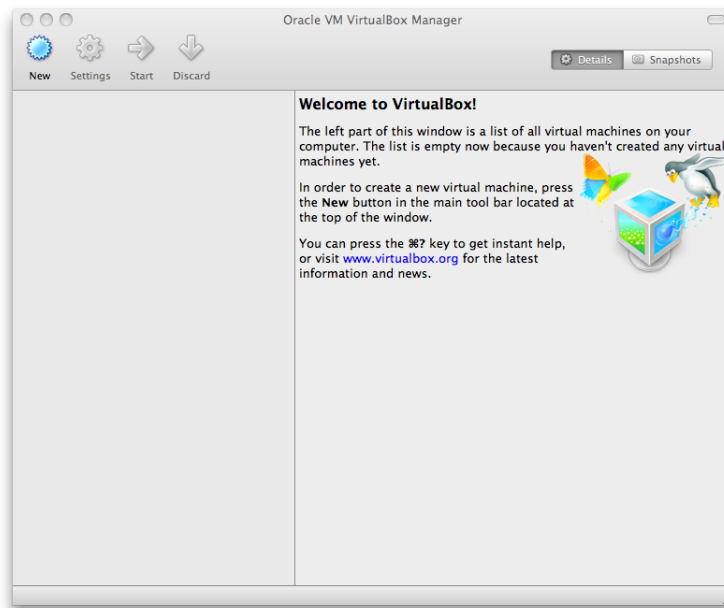 Oracle VM VirtualBox Manager
New Settings Start Discard
Details Snapshots
Welcome to VirtualBox!
The left part of this window is a list of all virtual machines on your
computer. The list is empty now because you haven't created any virtual
machines yet.
In order to create a new virtual machine, press
the New button in the main tool bar located at
the top of the window.
You can press the ⌘? key to get instant help,
or visit www.virtualbox.org for the latest
information and news.